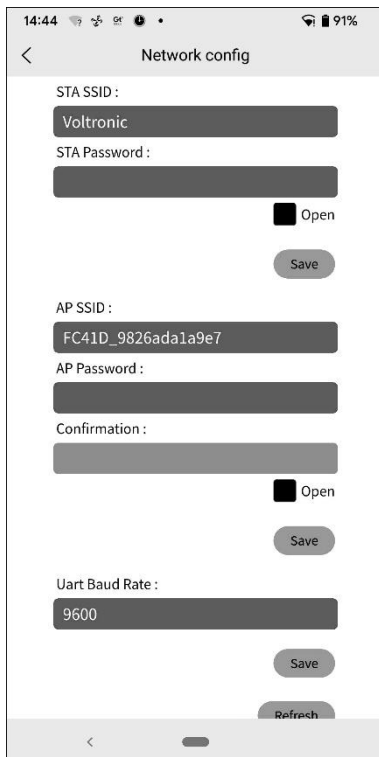 14:44 91%
Network config
STA SSID :
Voltronic
STA Password :
Open
Save
AP SSID :
FC41D_9826ada1a9e7
AP Password :
Confirmation :
Open
Save
Uart Baud Rate :
9600
Save
Refresh